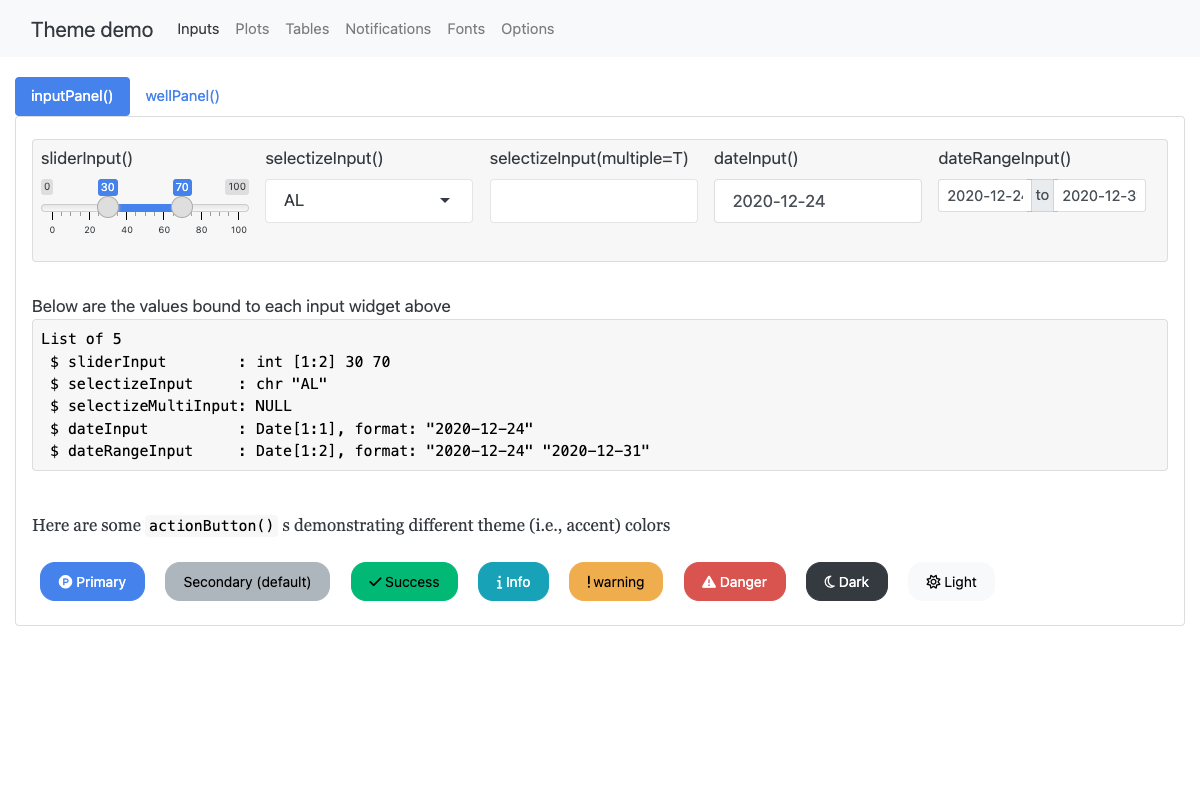 Theme demo Inputs Plots Tables Notifications Fonts Options
inputPanel() wellPanel()
sliderInput() selectizeInput() selectizeInput(multiple=T) dateInput() dateRangeInput()
0 30 70 100
AL 2020-12-24 2020-12-24 to 2020-12-3
0 20 40 60 80 100
Below are the values bound to each input widget above
List of 5
$ sliderInput : int [1:2] 30 70
$ selectizeInput : chr "AL"
$ selectizeMultiInput: NULL
$ dateInput : Date[1:1], format: "2020-12-24"
$ dateRangeInput : Date[1:2], format: "2020-12-24" "2020-12-31"
Here are some actionButton() s demonstrating different theme (i.e., accent) colors
Primary Secondary (default) Success Info warning Danger Dark Light